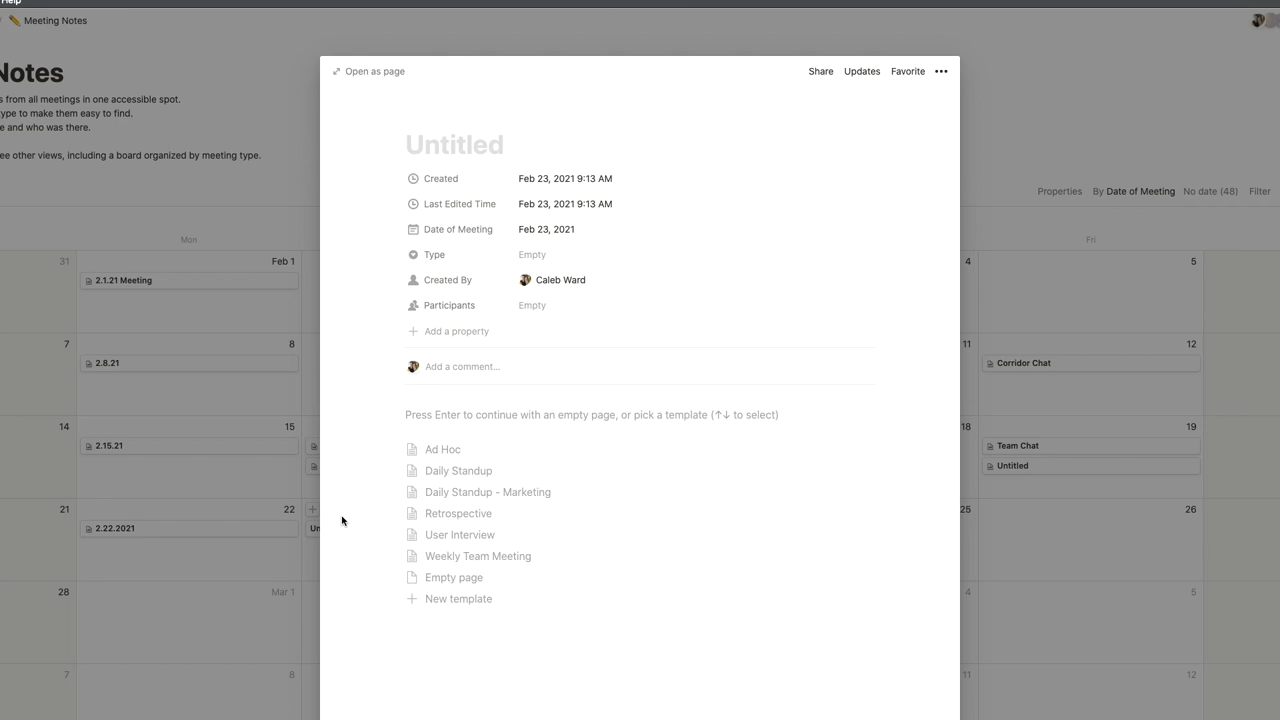 Help
Meeting Notes
Notes
s from all meetings in one accessible spot.
ype to make them easy to find.
e and who was there.
ee other views, including a board organized by meeting type.
Properties By Date of Meeting No date (48) Filter
Mon Fri
31 Feb 1 4 5
2.1.21 Meeting
7 8 11 12
2.8.21 Corridor Chat
14 15 18 19
2.15.21 Team Chat
Untitled
21 22 25 26
2.22.2021 Un
28 Mar 1 4 5
7 8 11 12
Open as page Share Updates Favorite •••
Untitled
Created Feb 23, 2021 9:13 AM
Last Edited Time Feb 23, 2021 9:13 AM
Date of Meeting Feb 23, 2021
Type Empty
Created By Caleb Ward
Participants Empty
Add a property
Add a comment...
Press Enter to continue with an empty page, or pick a template (↑↓ to select)
Ad Hoc
Daily Standup
Daily Standup - Marketing
Retrospective
User Interview
Weekly Team Meeting
Empty page
New template